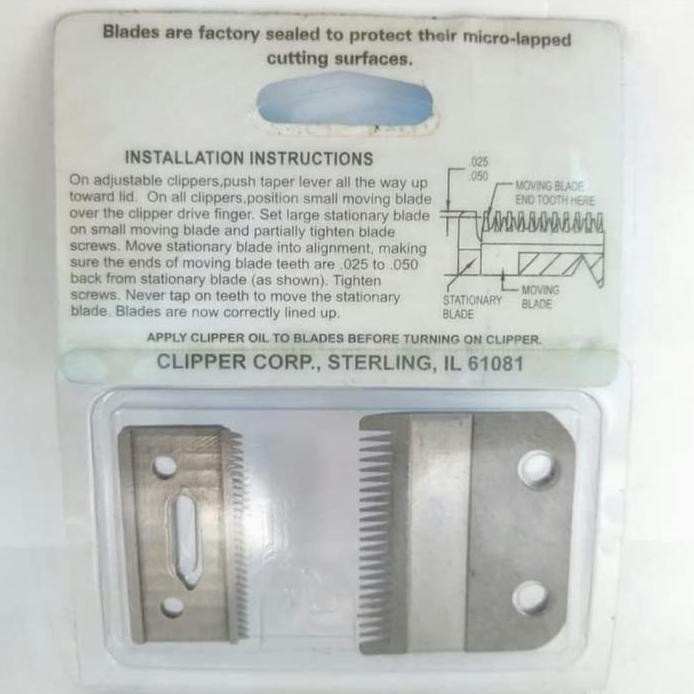 Blades are factory sealed to protect their micro-lapped
cutting surfaces.
INSTALLATION INSTRUCTIONS
On adjustable clippers,push taper lever all the way up
toward lid. On all clippers,position small moving blade
over the clipper drive finger. Set large stationary blade
on small moving blade and partially tighten blade
screws. Move stationary blade into alignment, making
sure the ends of moving blade teeth are .025 to .050
back from stationary blade (as shown). Tighten
screws. Never tap on teeth to move the stationary
blade. Blades are now correctly lined up.
.025
.050
MOVING BLADE
END TOOTH HERE
STATIONARY
BLADE
MOVING
BLADE
APPLY CLIPPER OIL TO BLADES BEFORE TURNING ON CLIPPER.
CLIPPER CORP., STERLING, IL 61081